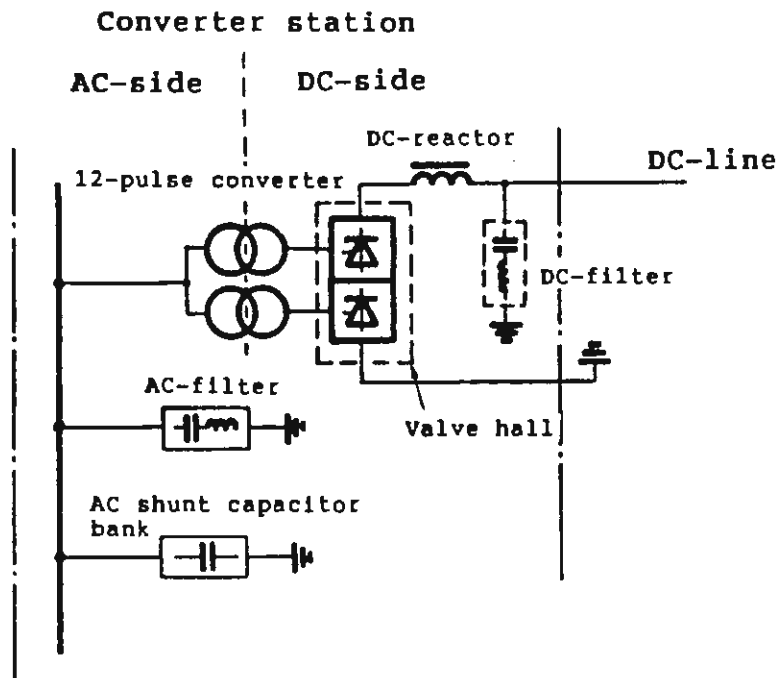 Converter station
AC-side
DC-side
DC-reactor
DC-line
12-pulse converter
DC-filter
AC-filter
Valve hall
AC shunt capacitor
bank